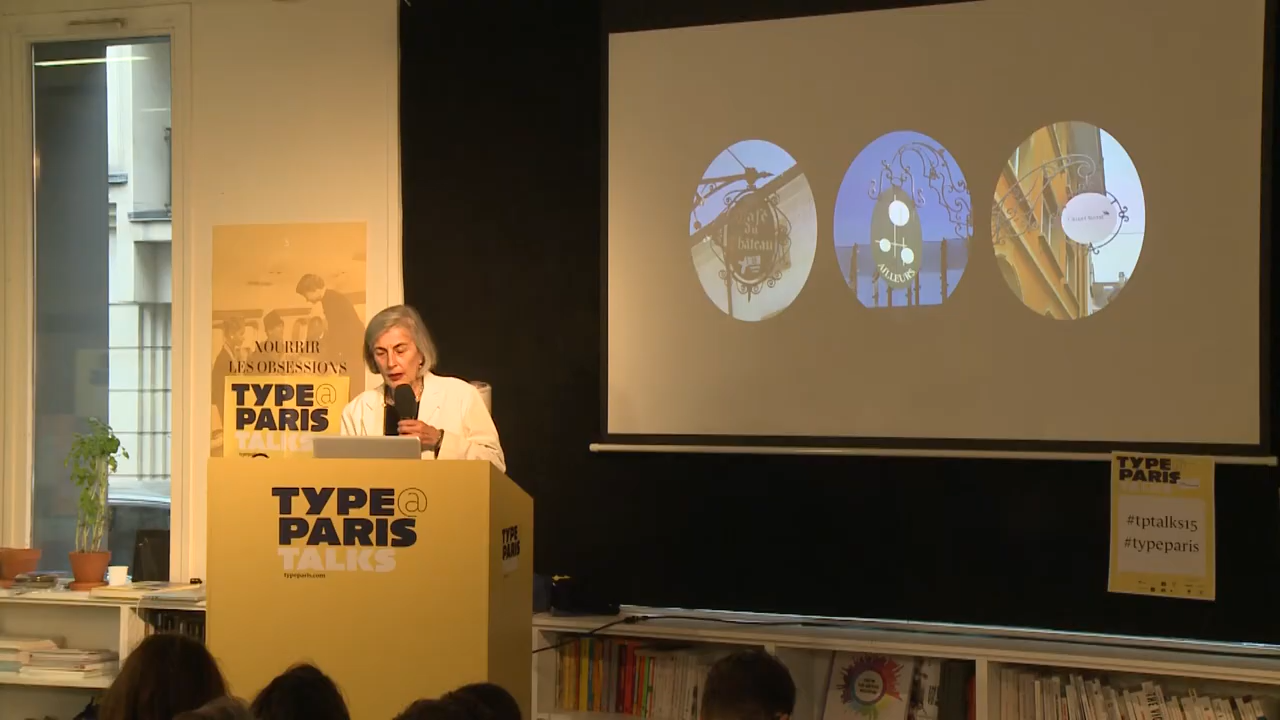 NOURRIR
LES OBSESSIONS
TYPE@
PARIS
TALKS
TYPE@
PARIS
TALKS
typeparis.com
TYPE
PARIS
Café
du
bateau
AILLEURS
TYPE
PARIS
TALKS
#tptalks15
#typeparis